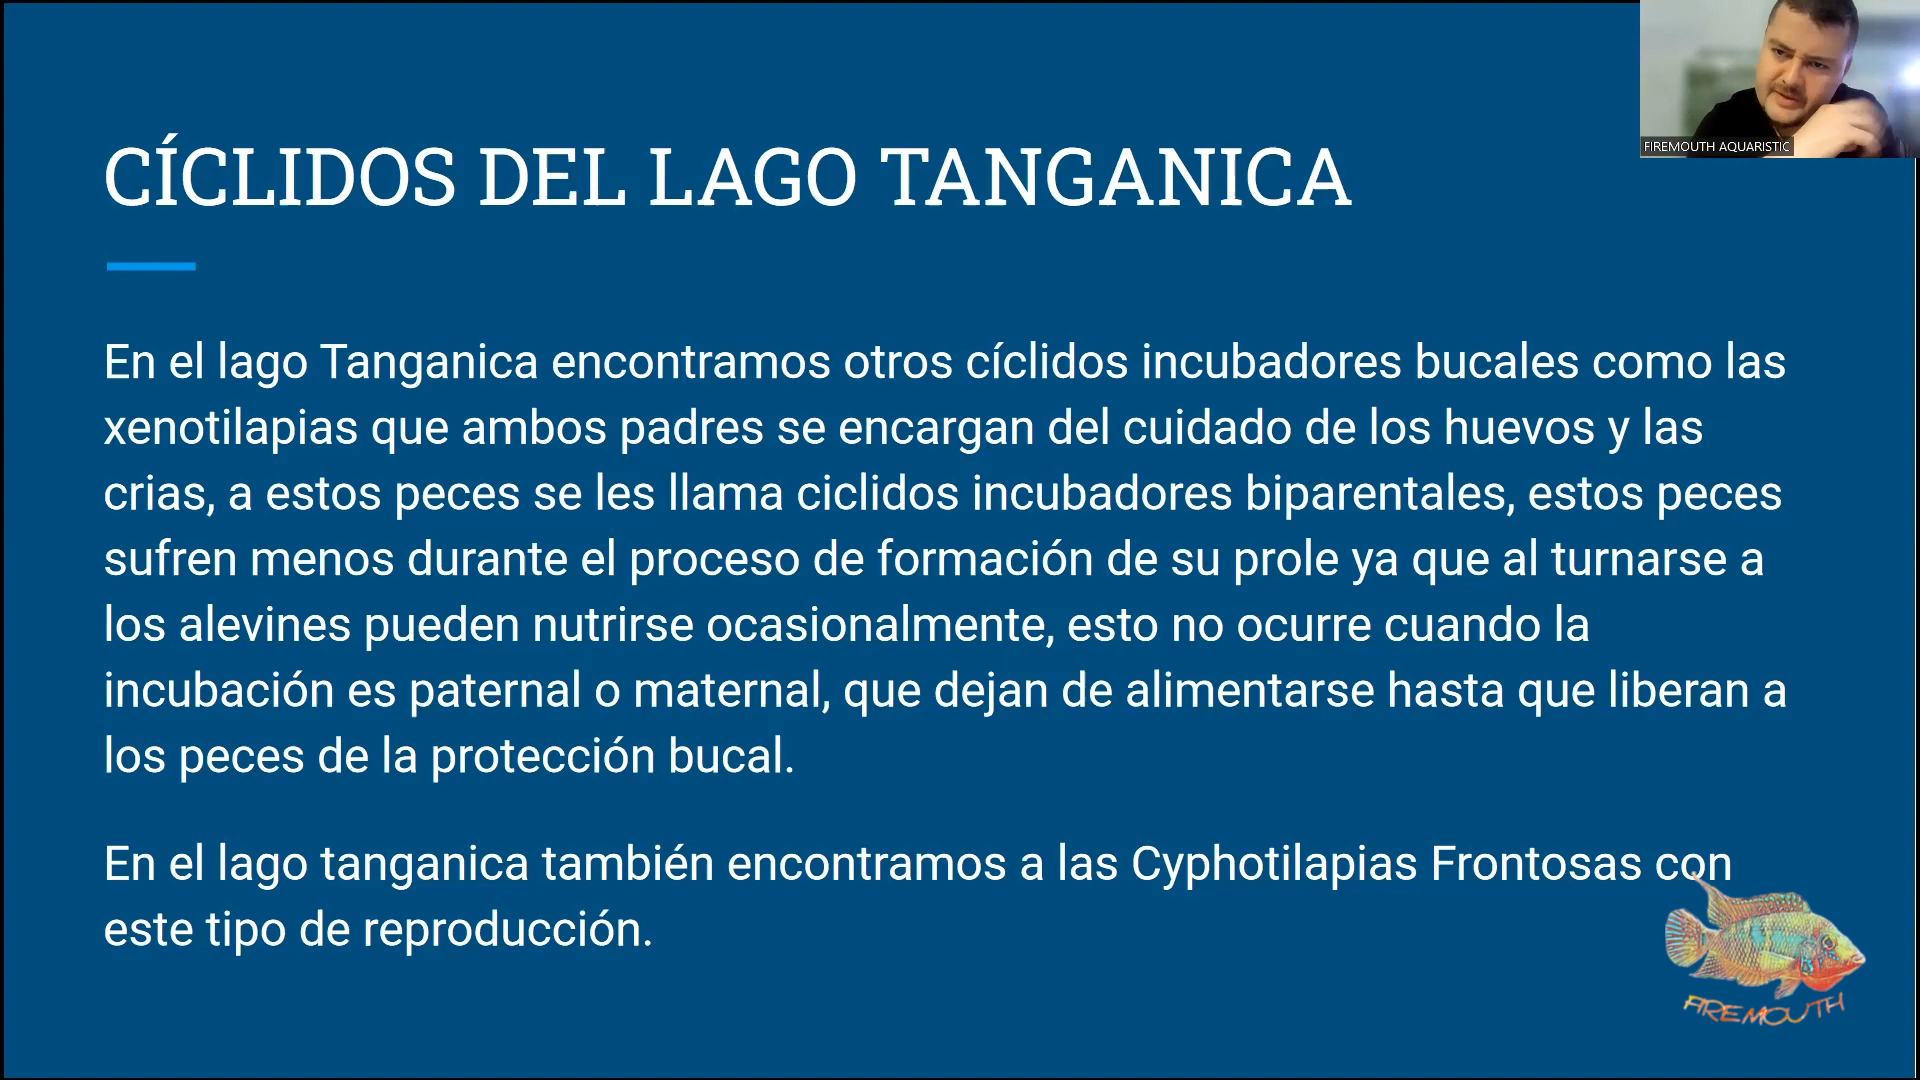 CÍCLIDOS DEL LAGO TANGANICA
FIREMOUTH AQUARISTIC
En el lago Tanganica encontramos otros cíclidos incubadores bucales como las
xenotilapias que ambos padres se encargan del cuidado de los huevos y las
crias, a estos peces se les llama ciclidos incubadores biparentales, estos peces
sufren menos durante el proceso de formación de su prole ya que al turnarse a
los alevines pueden nutrirse ocasionalmente, esto no ocurre cuando la
incubación es paternal o maternal, que dejan de alimentarse hasta que liberan a
los peces de la protección bucal.
En el lago tanganica también encontramos a las Cyphotilapias Frontosas con
este tipo de reproducción.
FIREMOUTH